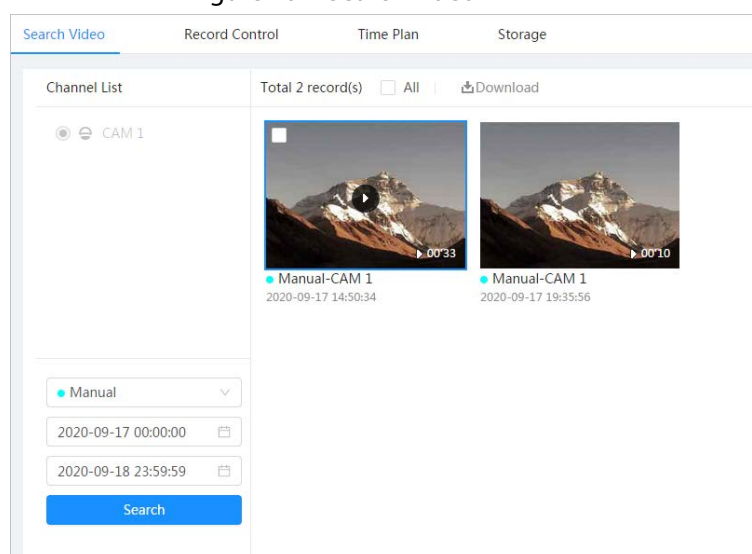 Search Video Record Control Time Plan Storage
Channel List
Total 2 record(s) All Download
CAM 1
00'33
00'10
Manual-CAM 1
2020-09-17 14:50:34
Manual-CAM 1
2020-09-17 19:35:56
Manual
2020-09-17 00:00:00
2020-09-18 23:59:59
Search